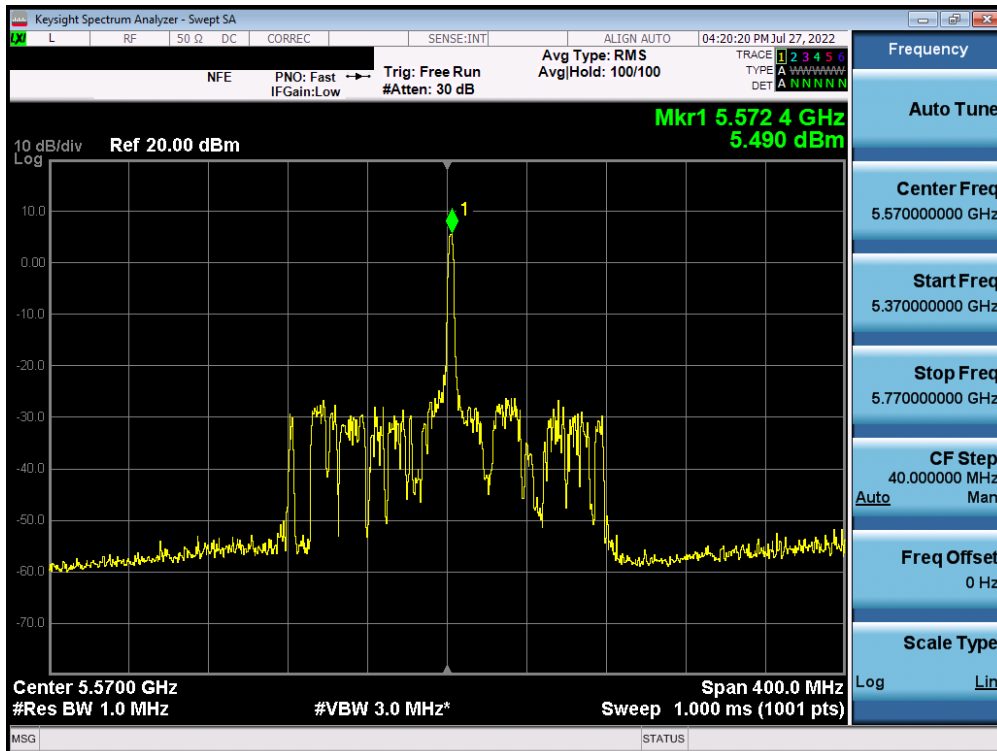 Keysight Spectrum Analyzer - Swept SA
LXI L RF 50 Ω DC CORREC SENSE:INT ALIGN AUTO 04:20:20 PM Jul 27, 2022
NFE PNO: Fast Trig: Free Run Avg Type: RMS TRACE 1 2 3 4 5 6
IFGain:Low #Atten: 30 dB Avg|Hold: 100/100 TYPE A WWWWW
DET A N N N N N
Mkr1 5.572 4 GHz
5.490 dBm
10 dB/div Ref 20.00 dBm
Log
1
10.0
0.00
-10.0
-20.0
-30.0
-40.0
-50.0
-60.0
-70.0
Center 5.5700 GHz Span 400.0 MHz
#Res BW 1.0 MHz #VBW 3.0 MHz* Sweep 1.000 ms (1001 pts)
MSG STATUS
Frequency
Auto Tune
Center Freq
5.570000000 GHz
Start Freq
5.370000000 GHz
Stop Freq
5.770000000 GHz
CF Step
40.000000 MHz
Auto Man
Freq Offset
0 Hz
Scale Type
Log Lin